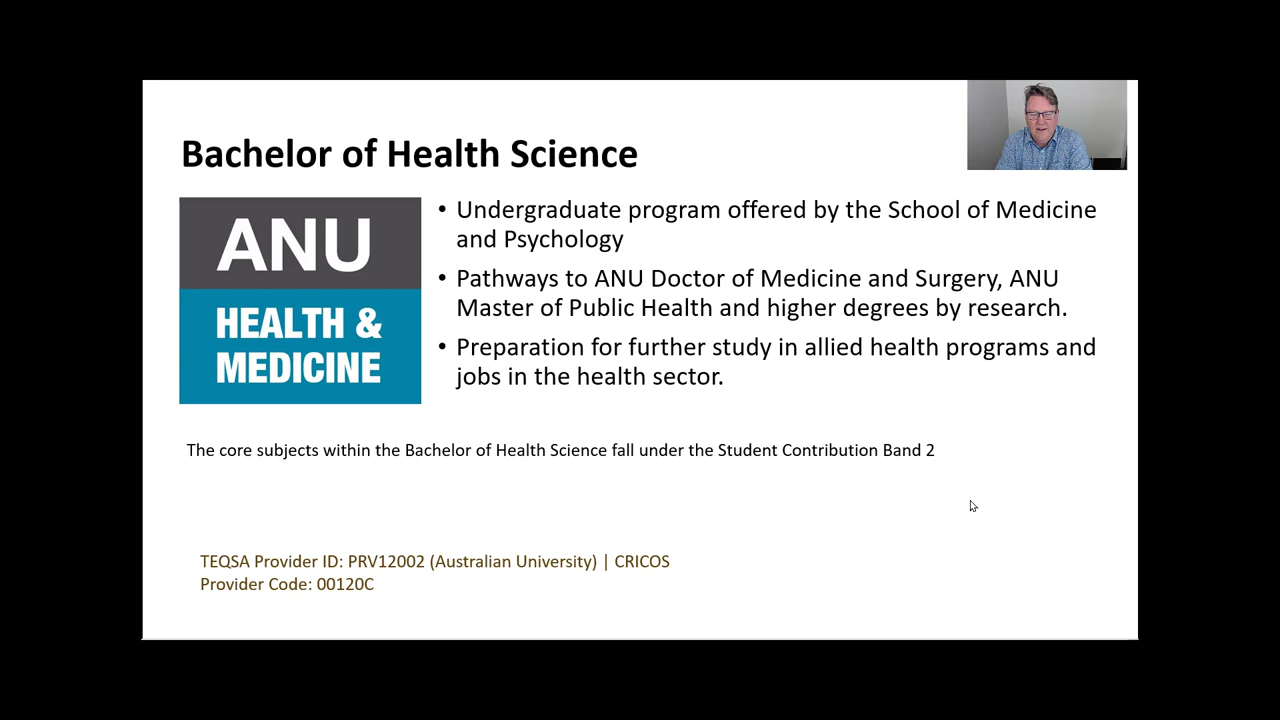 Bachelor of Health Science
ANU
HEALTH &
MEDICINE
• Undergraduate program offered by the School of Medicine
and Psychology
• Pathways to ANU Doctor of Medicine and Surgery, ANU
Master of Public Health and higher degrees by research.
• Preparation for further study in allied health programs and
jobs in the health sector.
The core subjects within the Bachelor of Health Science fall under the Student Contribution Band 2
TEQSA Provider ID: PRV12002 (Australian University) | CRICOS
Provider Code: 00120C